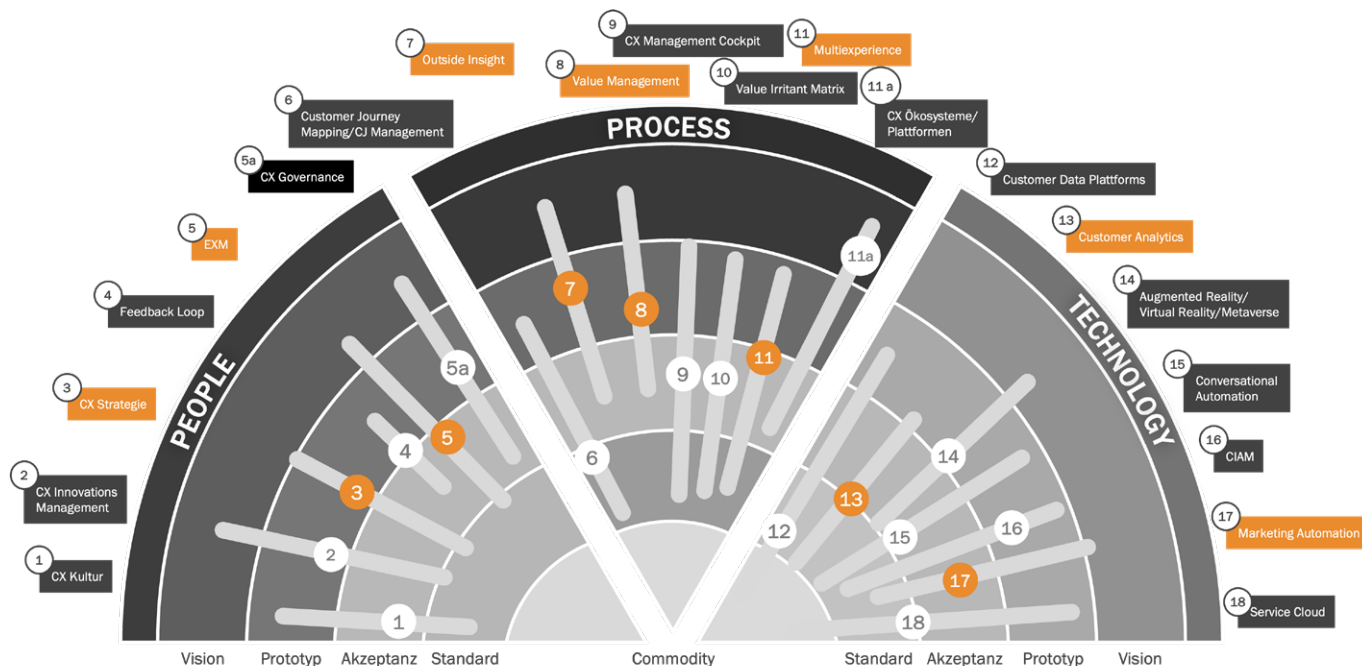 9
CX Management Cockpit
11
Multiexperience
7
Outside Insight
8
Value Management
10
Value Irritant Matrix
11 a
CX Ökosysteme/
Plattformen
6
Customer Journey
Mapping/CJ Management
PROCESS
5a
CX Governance
12
Customer Data Plattforms
5
EXM
13
Customer Analytics
4
Feedback Loop
14
Augmented Reality/
Virtual Reality/Metaverse
3
CX Strategie
PEOPLE
TECHNOLOGY
15
Conversational
Automation
2
CX Innovations
Management
16
CIAM
1
CX Kultur
17
Marketing Automation
18
Service Cloud
1
2
3
4
5
5a
6
7
8
9
10
11
11a
12
13
14
15
16
17
18
Vision
Prototyp
Akzeptanz
Standard
Commodity
Standard
Akzeptanz
Prototyp
Vision